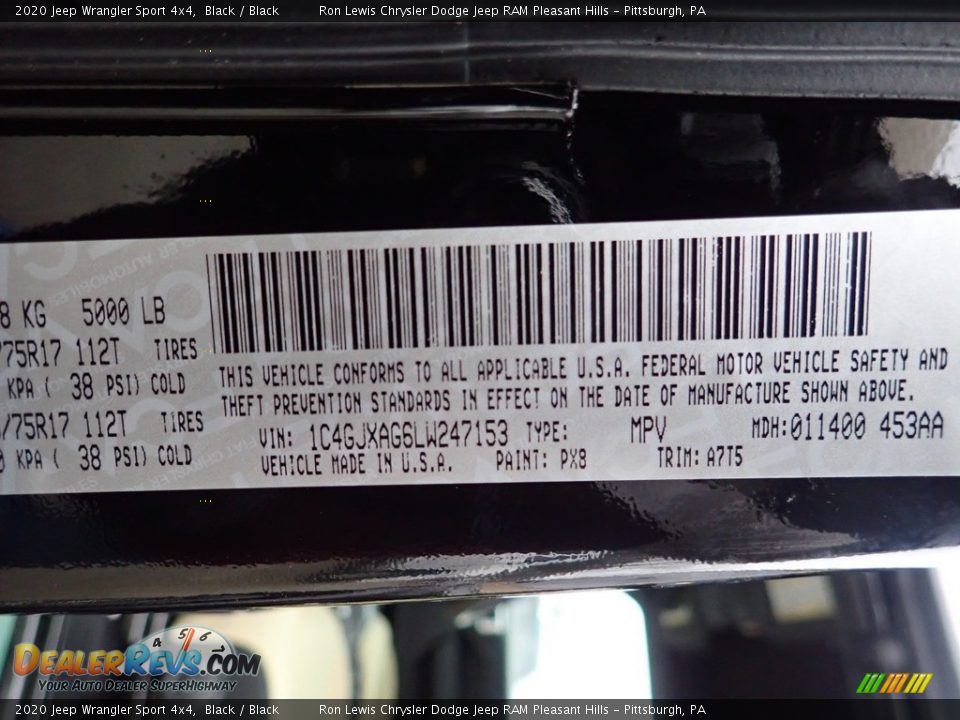 2020 Jeep Wrangler Sport 4x4, Black / Black Ron Lewis Chrysler Dodge Jeep RAM Pleasant Hills - Pittsburgh, PA
8 KG 5000 LB
/75R17 112T TIRES
KPA ( 38 PSI) COLD
/75R17 112T TIRES
0 KPA ( 38 PSI) COLD
THIS VEHICLE CONFORMS TO ALL APPLICABLE U.S.A. FEDERAL MOTOR VEHICLE SAFETY AND
THEFT PREVENTION STANDARDS IN EFFECT ON THE DATE OF MANUFACTURE SHOWN ABOVE.
VIN: 1C4GJXAG6LW247153 TYPE: MPV MDH:011400 453AA
VEHICLE MADE IN U.S.A. PAINT: PX8 TRIM: A7T5
4 5 6
DEALERREVS.COM
YOUR AUTO DEALER SUPERHIGHWAY
2020 Jeep Wrangler Sport 4x4, Black / Black Ron Lewis Chrysler Dodge Jeep RAM Pleasant Hills - Pittsburgh, PA